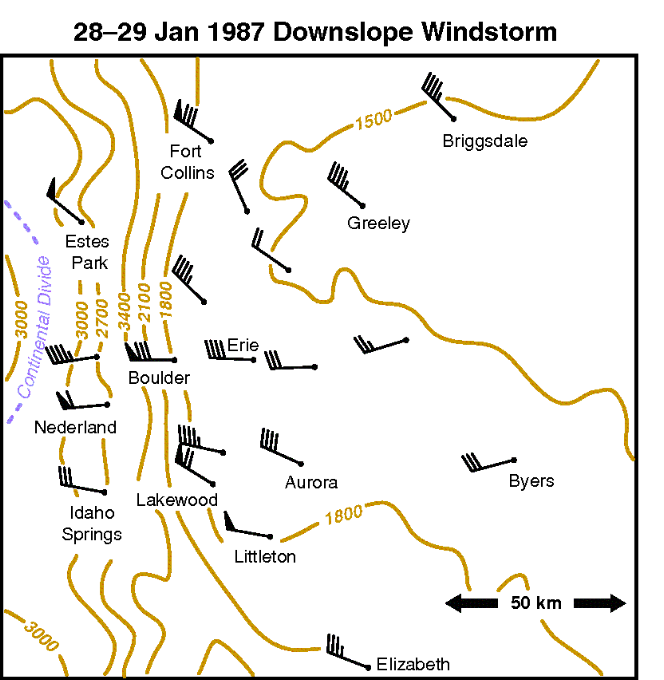 28–29 Jan 1987 Downslope Windstorm
1500
Briggsdale
Fort
Collins
Greeley
Estes
Park
Continental Divide
3000
3000
2700
3400
2100
1800
Erie
Boulder
Nederland
Lakewood
Aurora
Byers
Idaho
Springs
1800
Littleton
50 km
3000
Elizabeth